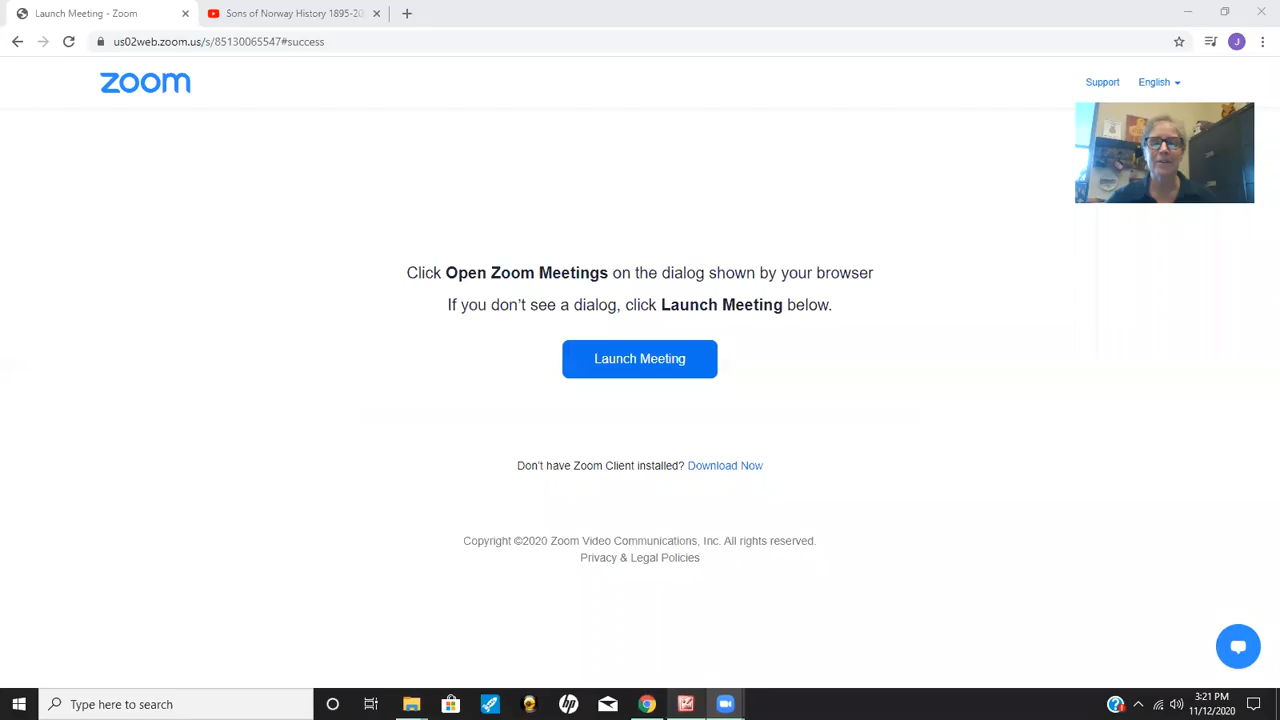 Launch Meeting - Zoom
Sons of Norway History 1895-20
us02web.zoom.us/s/85130065547#success
J
zoom
Support
English
Click Open Zoom Meetings on the dialog shown by your browser
If you don't see a dialog, click Launch Meeting below.
Launch Meeting
Don't have Zoom Client installed? Download Now
Copyright ©2020 Zoom Video Communications, Inc. All rights reserved.
Privacy & Legal Policies
Type here to search
hp
3:21 PM
11/12/2020